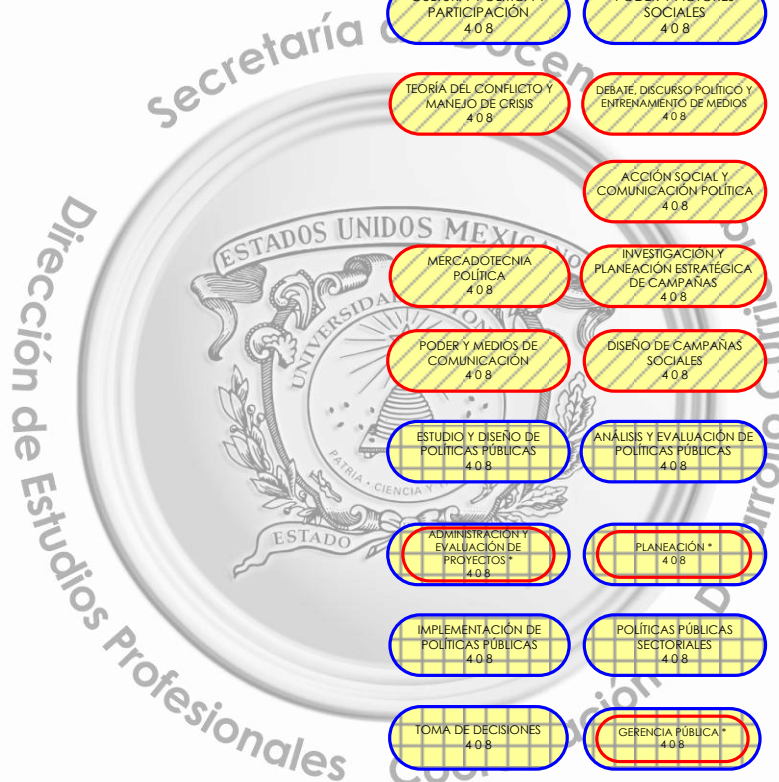 PARTICIPACIÓN
4 0 8
SOCIALES
4 0 8
TEORÍA DEL CONFLICTO Y
MANEJO DE CRISIS
4 0 8
DEBATE, DISCURSO POLÍTICO Y
ENTRENAMIENTO DE MEDIOS
4 0 8
ACCIÓN SOCIAL Y
COMUNICACIÓN POLÍTICA
4 0 8
MERCADOTECNIA
POLÍTICA
4 0 8
INVESTIGACIÓN Y
PLANEACIÓN ESTRATÉGICA
DE CAMPAÑAS
4 0 8
PODER Y MEDIOS DE
COMUNICACIÓN
4 0 8
DISEÑO DE CAMPAÑAS
SOCIALES
4 0 8
ESTUDIO Y DISEÑO DE
POLÍTICAS PÚBLICAS
4 0 8
ANÁLISIS Y EVALUACIÓN DE
POLÍTICAS PÚBLICAS
4 0 8
ADMINISTRACIÓN Y
EVALUACIÓN DE
PROYECTOS *
4 0 8
PLANEACIÓN *
4 0 8
IMPLEMENTACIÓN DE
POLÍTICAS PÚBLICAS
4 0 8
POLÍTICAS PÚBLICAS
SECTORIALES
4 0 8
TOMA DE DECISIONES
4 0 8
GERENCIA PÚBLICA *
4 0 8
Secretaría
Dirección de Estudios Profesionales
ESTADOS UNIDOS
PATRIA · CIENCIA Y
ESTADO